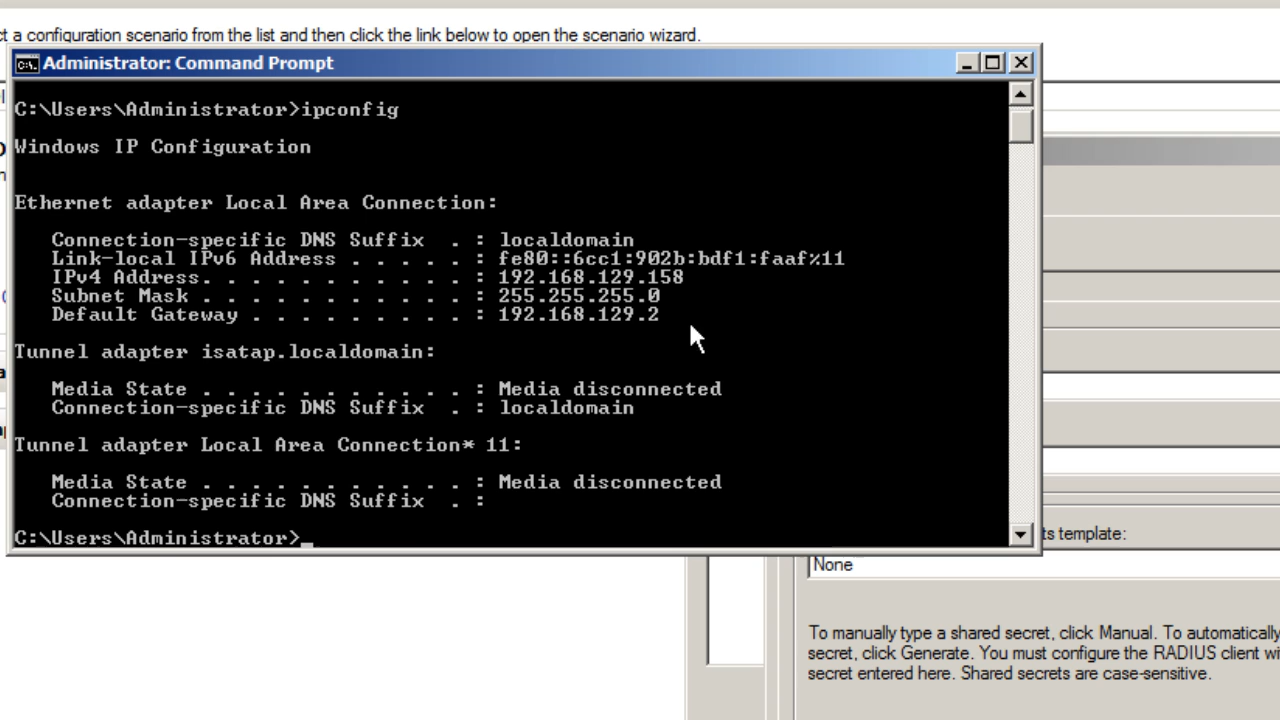 t a configuration scenario from the list and then click the link below to open the scenario wizard.
Administrator: Command Prompt
C:\Users\Administrator>ipconfig
Windows IP Configuration
Ethernet adapter Local Area Connection:
Connection-specific DNS Suffix . : localdomain
Link-local IPv6 Address . . . . . : fe80::6cc1:902b:bdf1:faaf%11
IPv4 Address. . . . . . . . . . . : 192.168.129.158
Subnet Mask . . . . . . . . . . . : 255.255.255.0
Default Gateway . . . . . . . . . : 192.168.129.2
Tunnel adapter isatap.localdomain:
Media State . . . . . . . . . . . : Media disconnected
Connection-specific DNS Suffix . : localdomain
Tunnel adapter Local Area Connection* 11:
Media State . . . . . . . . . . . : Media disconnected
Connection-specific DNS Suffix . :
C:\Users\Administrator>_
ts template:
None
To manually type a shared secret, click Manual. To automatically
secret, click Generate. You must configure the RADIUS client wi
secret entered here. Shared secrets are case-sensitive.